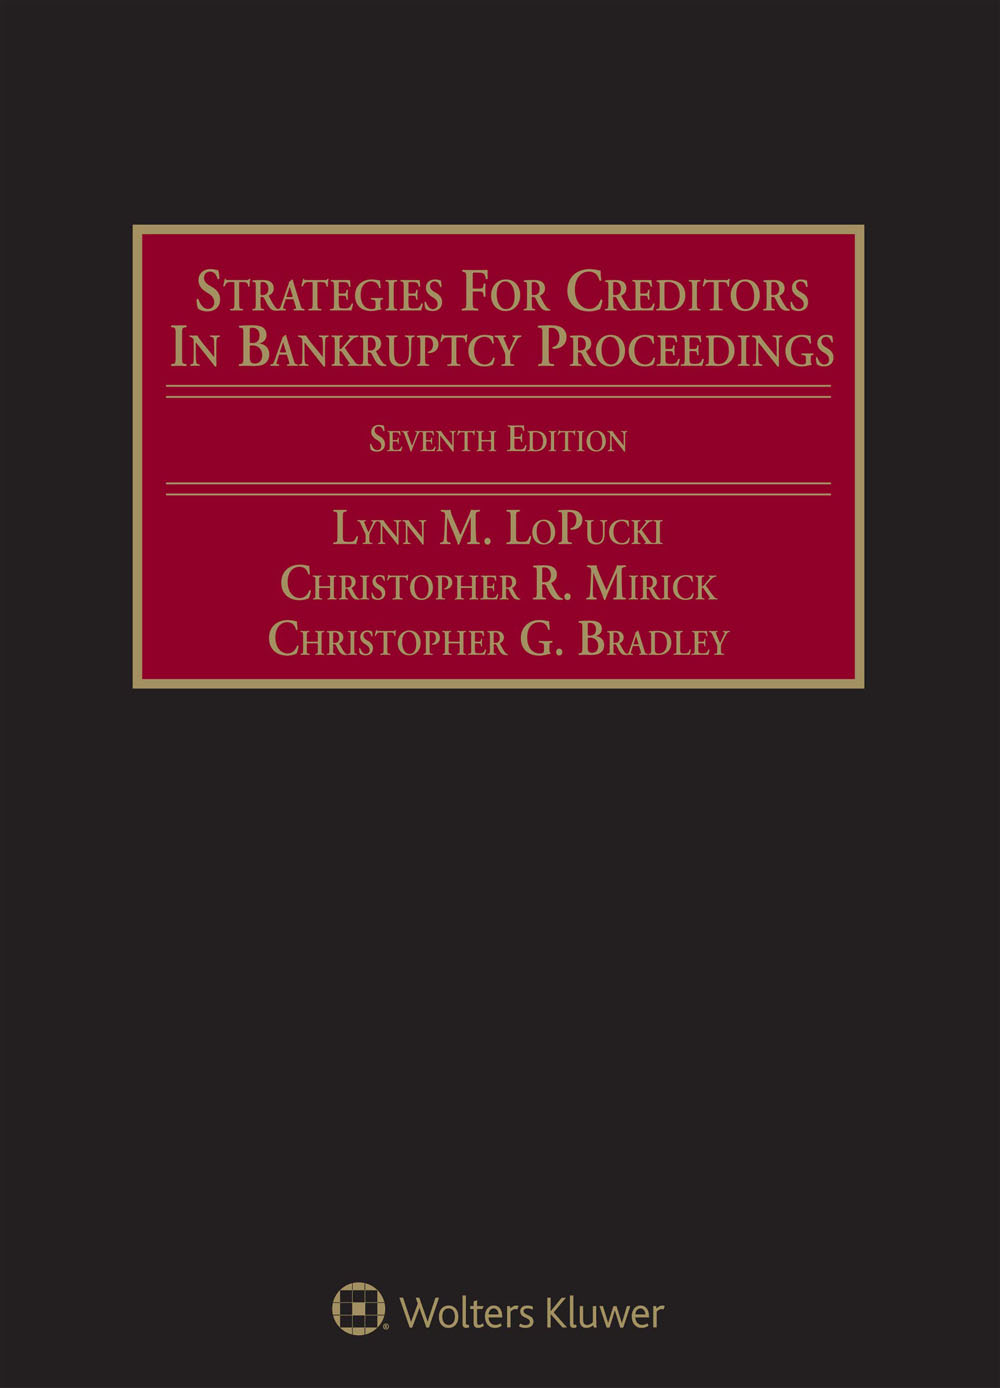 Strategies For Creditors
In Bankruptcy Proceedings
Seventh Edition
Lynn M. LoPucki
Christopher R. Mirick
Christopher G. Bradley
Wolters Kluwer